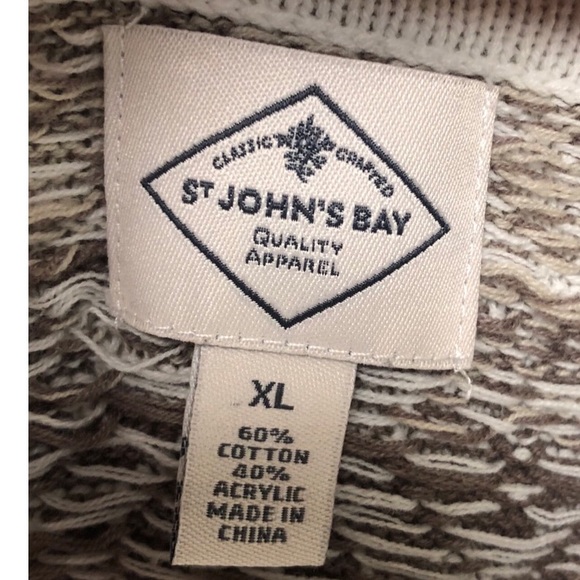 CLASSIC CRAFTED
ST JOHN'S BAY
QUALITY
APPAREL
XL
60%
COTTON
40%
ACRYLIC
MADE IN
CHINA